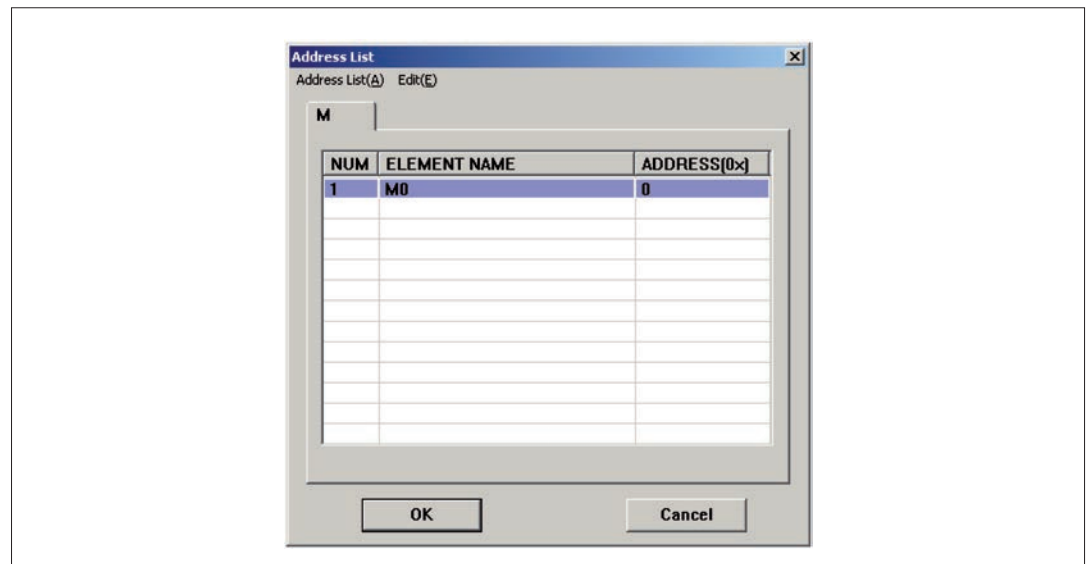 Address List
Address List(A) Edit(E)
M
NUM ELEMENT NAME ADDRESS(0x)
1 M0 0
OK Cancel